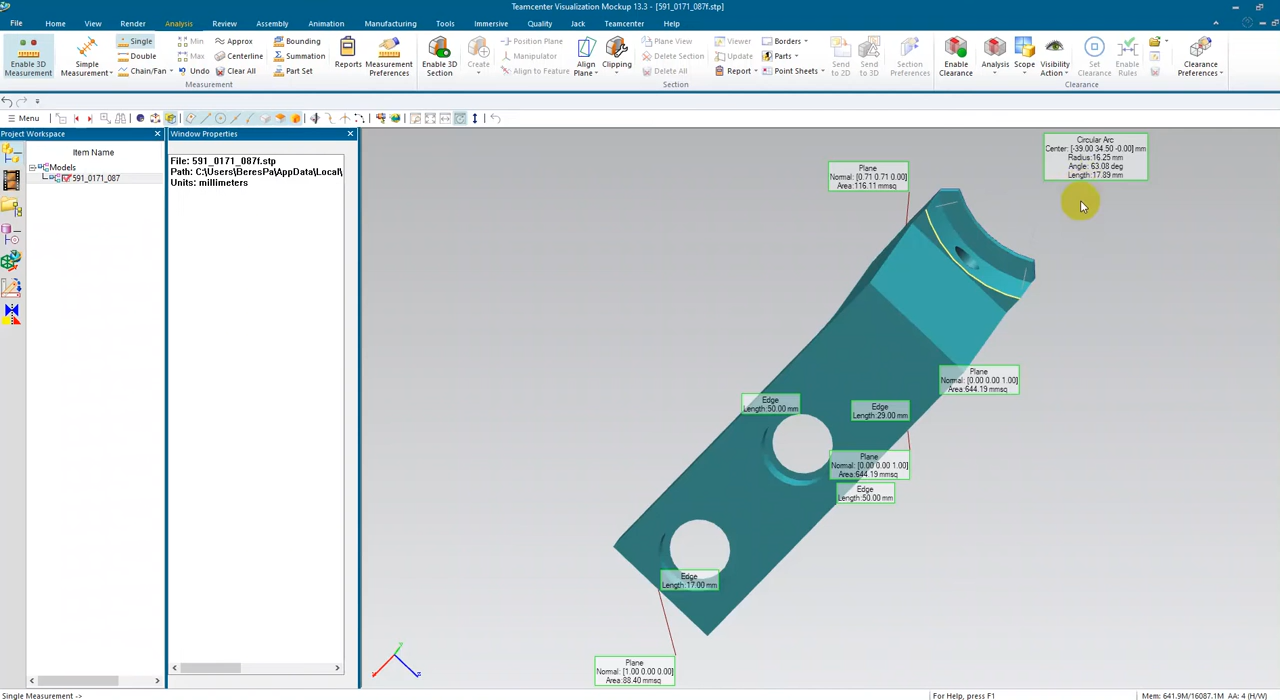 Teamcenter Visualization Mockup 13.3 - [591_0171_087f.stp]
File Home View Render Analysis Review Assembly Animation Manufacturing Tools Immersive Quality Jack Teamcenter Help
Enable 3D Measurement
Simple Measurement
Single
Double
Chain/Fan
Min
Max
Undo
Approx
Centerline
Clear All
Bounding
Summation
Part Set
Reports
Measurement Preferences
Measurement
Enable 3D Section
Create
Position Plane
Manipulator
Align to Feature
Align Plane
Clipping
Plane View
Delete Section
Delete All
Viewer
Update
Report
Borders
Parts
Point Sheets
Send to 2D
Send to 3D
Section Preferences
Section
Enable Clearance
Analysis
Scope
Visibility Action
Set Clearance
Enable Rules
Clearance Preferences
Clearance
Menu
Project Workspace
Item Name
Models
591_0171_087
Window Properties
File: 591_0171_087f.stp
Path: C:\Users\BeresPa\AppData\Local\
Units: millimeters
Circular Arc
Center: [-39.00 34.50 -0.00] mm
Radius:16.25 mm
Angle: 63.08 deg
Length:17.89 mm
Plane
Normal: [0.71 0.71 0.00]
Area:116.11 mmsq
Plane
Normal: [0.00 0.00 1.00]
Area:644.19 mmsq
Edge
Length:50.00 mm
Edge
Length:29.00 mm
Plane
Normal: [0.00 0.00 1.00]
Area:644.19 mmsq
Edge
Length:50.00 mm
Edge
Length:17.00 mm
Plane
Normal: [1.00 0.00 0.00]
Area:88.40 mmsq
Single Measurement ->
For Help, press F1
Mem: 641.9M/16087.1M AA: 4 (H/W)